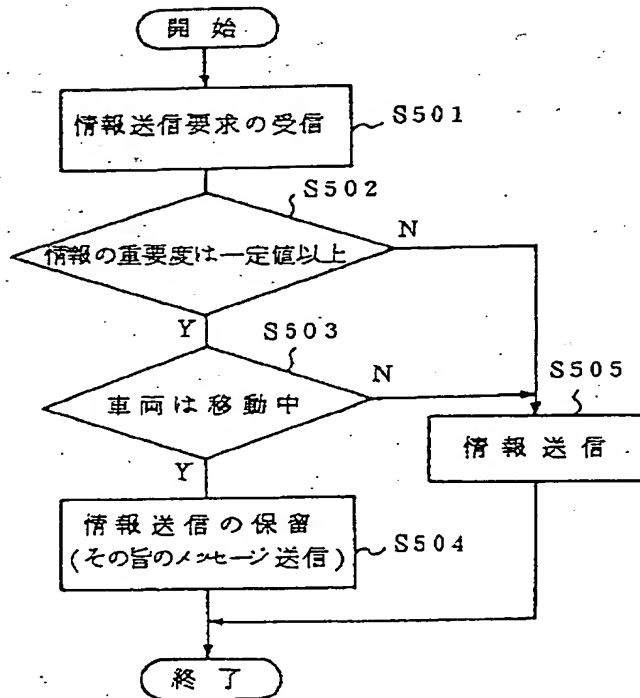 開始
情報送信要求の受信
S501
S502
情報の重要度は一定値以上
N
Y
S503
車両は移動中
N
S505
情報送信
Y
情報送信の保留
(その旨のメッセージ送信)
S504
終了